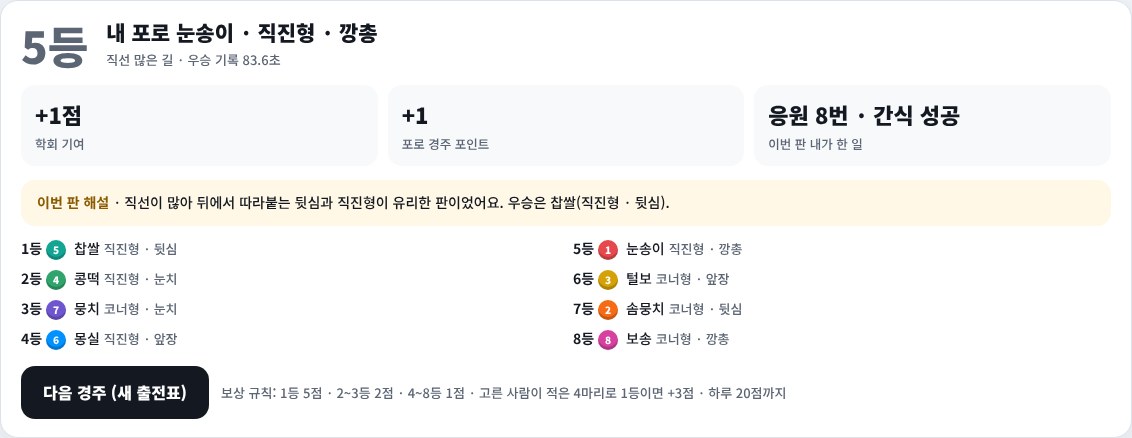 5등
내 포로 눈송이 · 직진형 · 깡총
직선 많은 길 · 우승 기록 83.6초
+1점
학회 기여
+1
포로 경주 포인트
응원 8번 · 간식 성공
이번 판 내가 한 일
이번 판 해설 · 직선이 많아 뒤에서 따라붙는 뒷심과 직진형이 유리한 판이었어요. 우승은 찹쌀(직진형 · 뒷심).
1등 5 찹쌀 직진형 · 뒷심
2등 4 콩떡 직진형 · 눈치
3등 7 뭉치 코너형 · 눈치
4등 6 몽실 직진형 · 앞장
5등 1 눈송이 직진형 · 깡총
6등 3 털보 코너형 · 앞장
7등 2 솜뭉치 코너형 · 뒷심
8등 8 보송 코너형 · 깡총
다음 경주 (새 출전표)
보상 규칙: 1등 5점 · 2~3등 2점 · 4~8등 1점 · 고른 사람이 적은 4마리로 1등이면 +3점 · 하루 20점까지